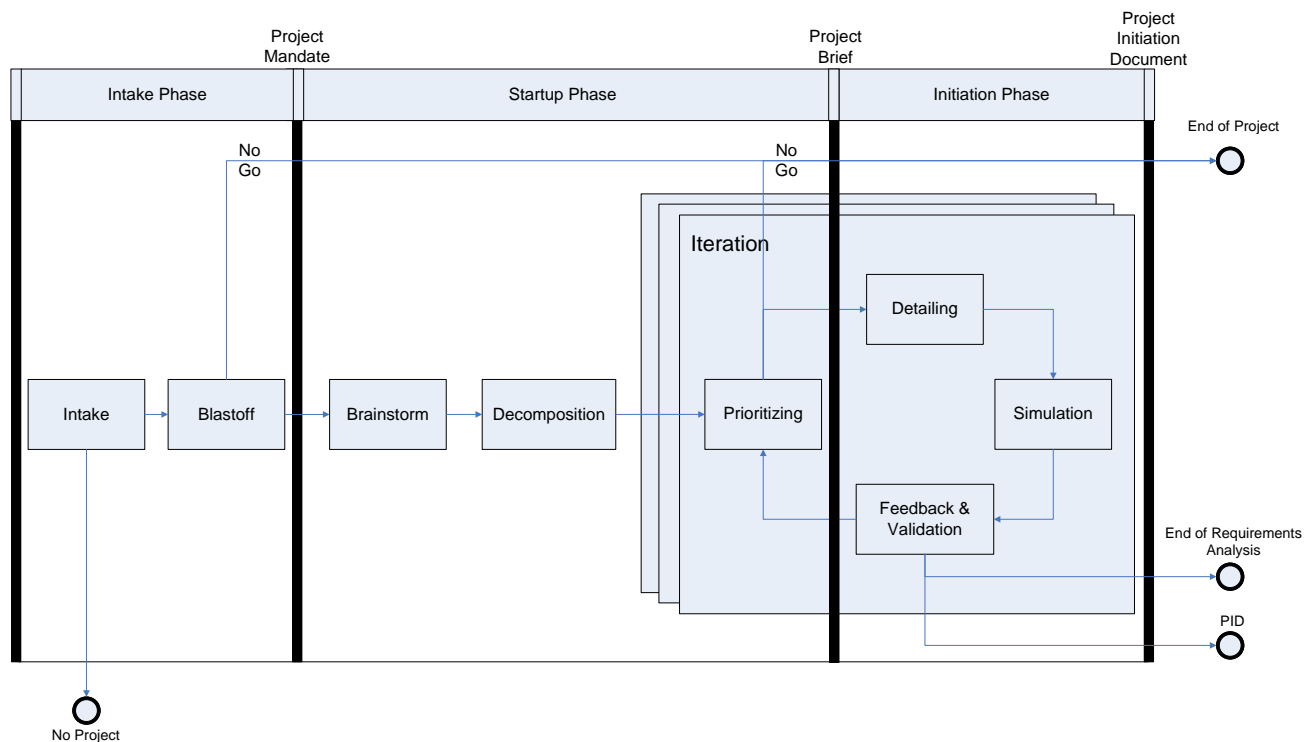 Project
Mandate
Project
Brief
Project
Initiation
Document
Intake Phase
Startup Phase
Initiation Phase
End of Project
No
Go
No
Go
Iteration
Detailing
Intake
Blastoff
Brainstorm
Decomposition
Prioritizing
Simulation
Feedback &
Validation
End of Requirements
Analysis
PID
No Project